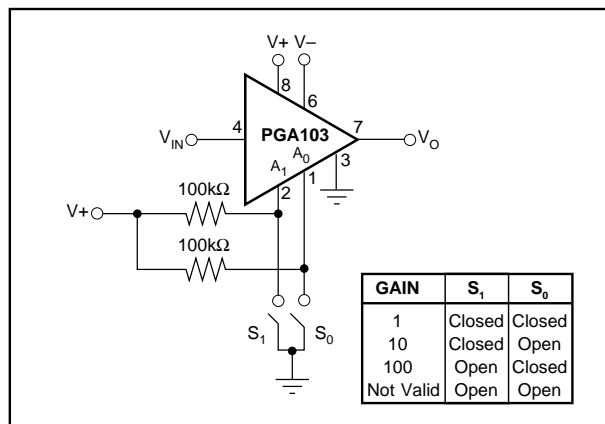 V+ V–
8
6
PGA103
4
7
V_IN
V_O
3
A_1
A_0
2
1
100kΩ
V+
100kΩ
S_1
S_0
GAIN S_1 S_0
1 Closed Closed
10 Closed Open
100 Open Closed
Not Valid Open Open